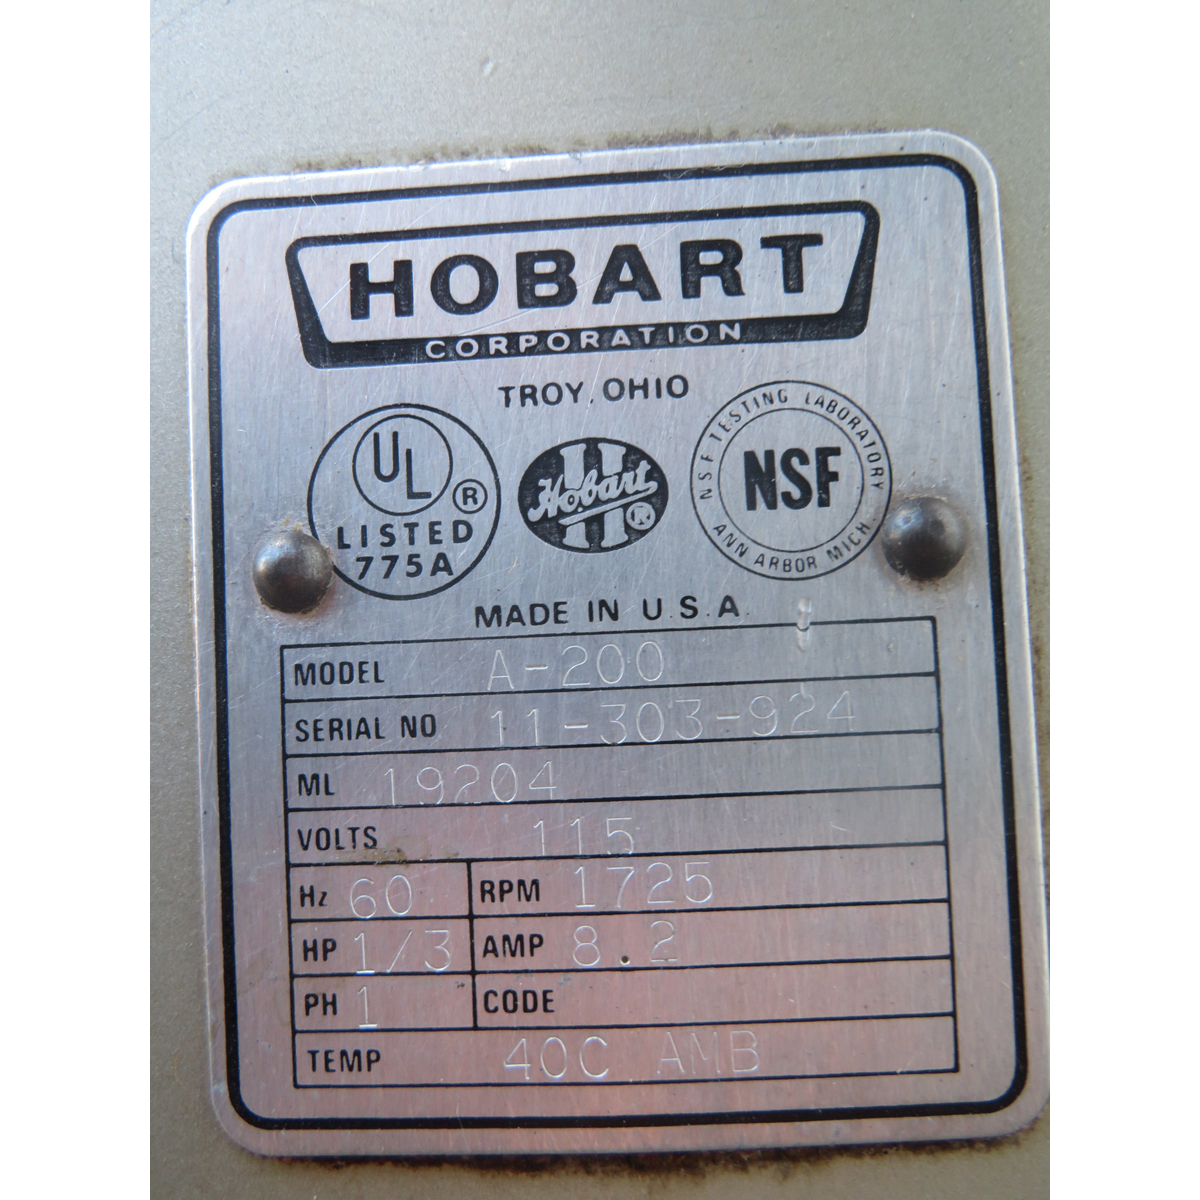 HOBART
CORPORATION
TROY, OHIO
UL ®
LISTED
775A
Hobart ®
NSF TESTING LABORATORY
NSF
ANN ARBOR MICH.
MADE IN U.S.A.
MODEL A-200
SERIAL NO 11-303-924
ML 19204
VOLTS 115
Hz 60 RPM 1725
HP 1/3 AMP 8.2
PH 1 CODE
TEMP 40C AMB